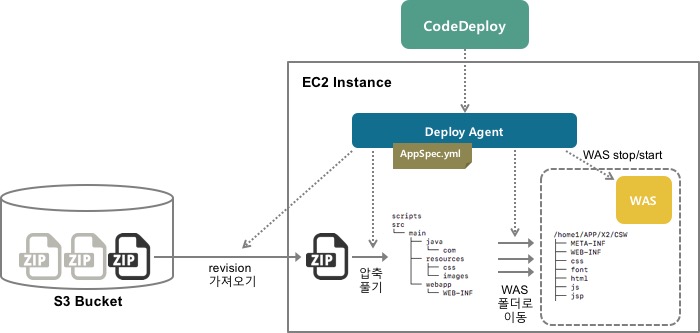 CodeDeploy
EC2 Instance
Deploy Agent
AppSpec.yml
WAS stop/start
WAS
ZIP
ZIP
ZIP
S3 Bucket
revision
가져오기
ZIP
압축
풀기
scripts
src
main
java
com
resources
css
images
webapp
WEB-INF
WAS
폴더로
이동
/home1/APP/X2/CSW
META-INF
WEB-INF
css
font
html
js
jsp